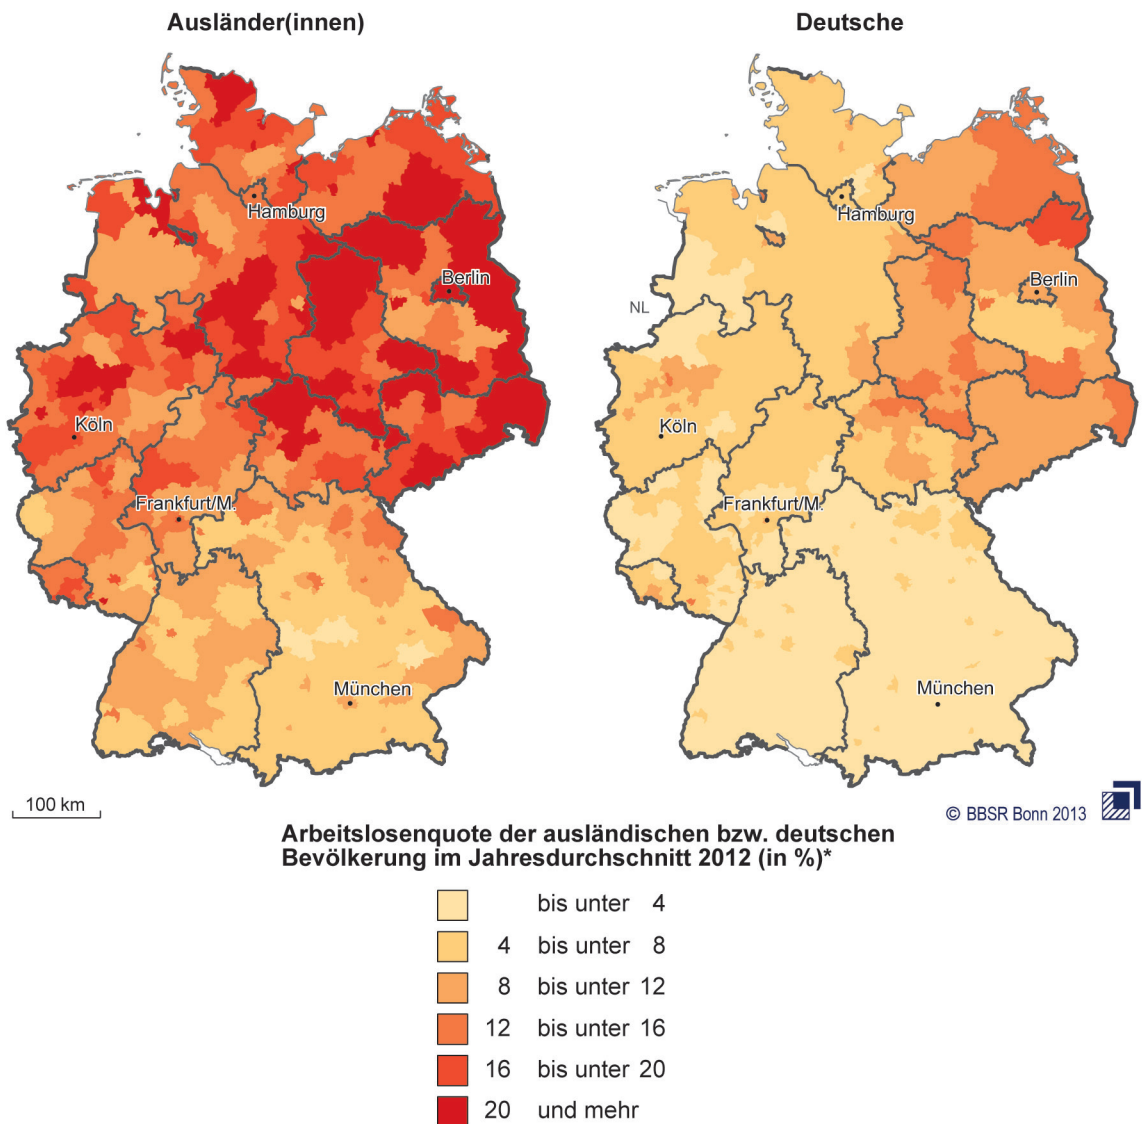 Ausländer(innen)
Deutsche
Hamburg
Berlin
Köln
Frankfurt/M.
München
NL
Hamburg
Berlin
Köln
Frankfurt/M.
München
100 km
© BBSR Bonn 2013
Arbeitslosenquote der ausländischen bzw. deutschen
Bevölkerung im Jahresdurchschnitt 2012 (in %)*
bis unter 4
4 bis unter 8
8 bis unter 12
12 bis unter 16
16 bis unter 20
20 und mehr